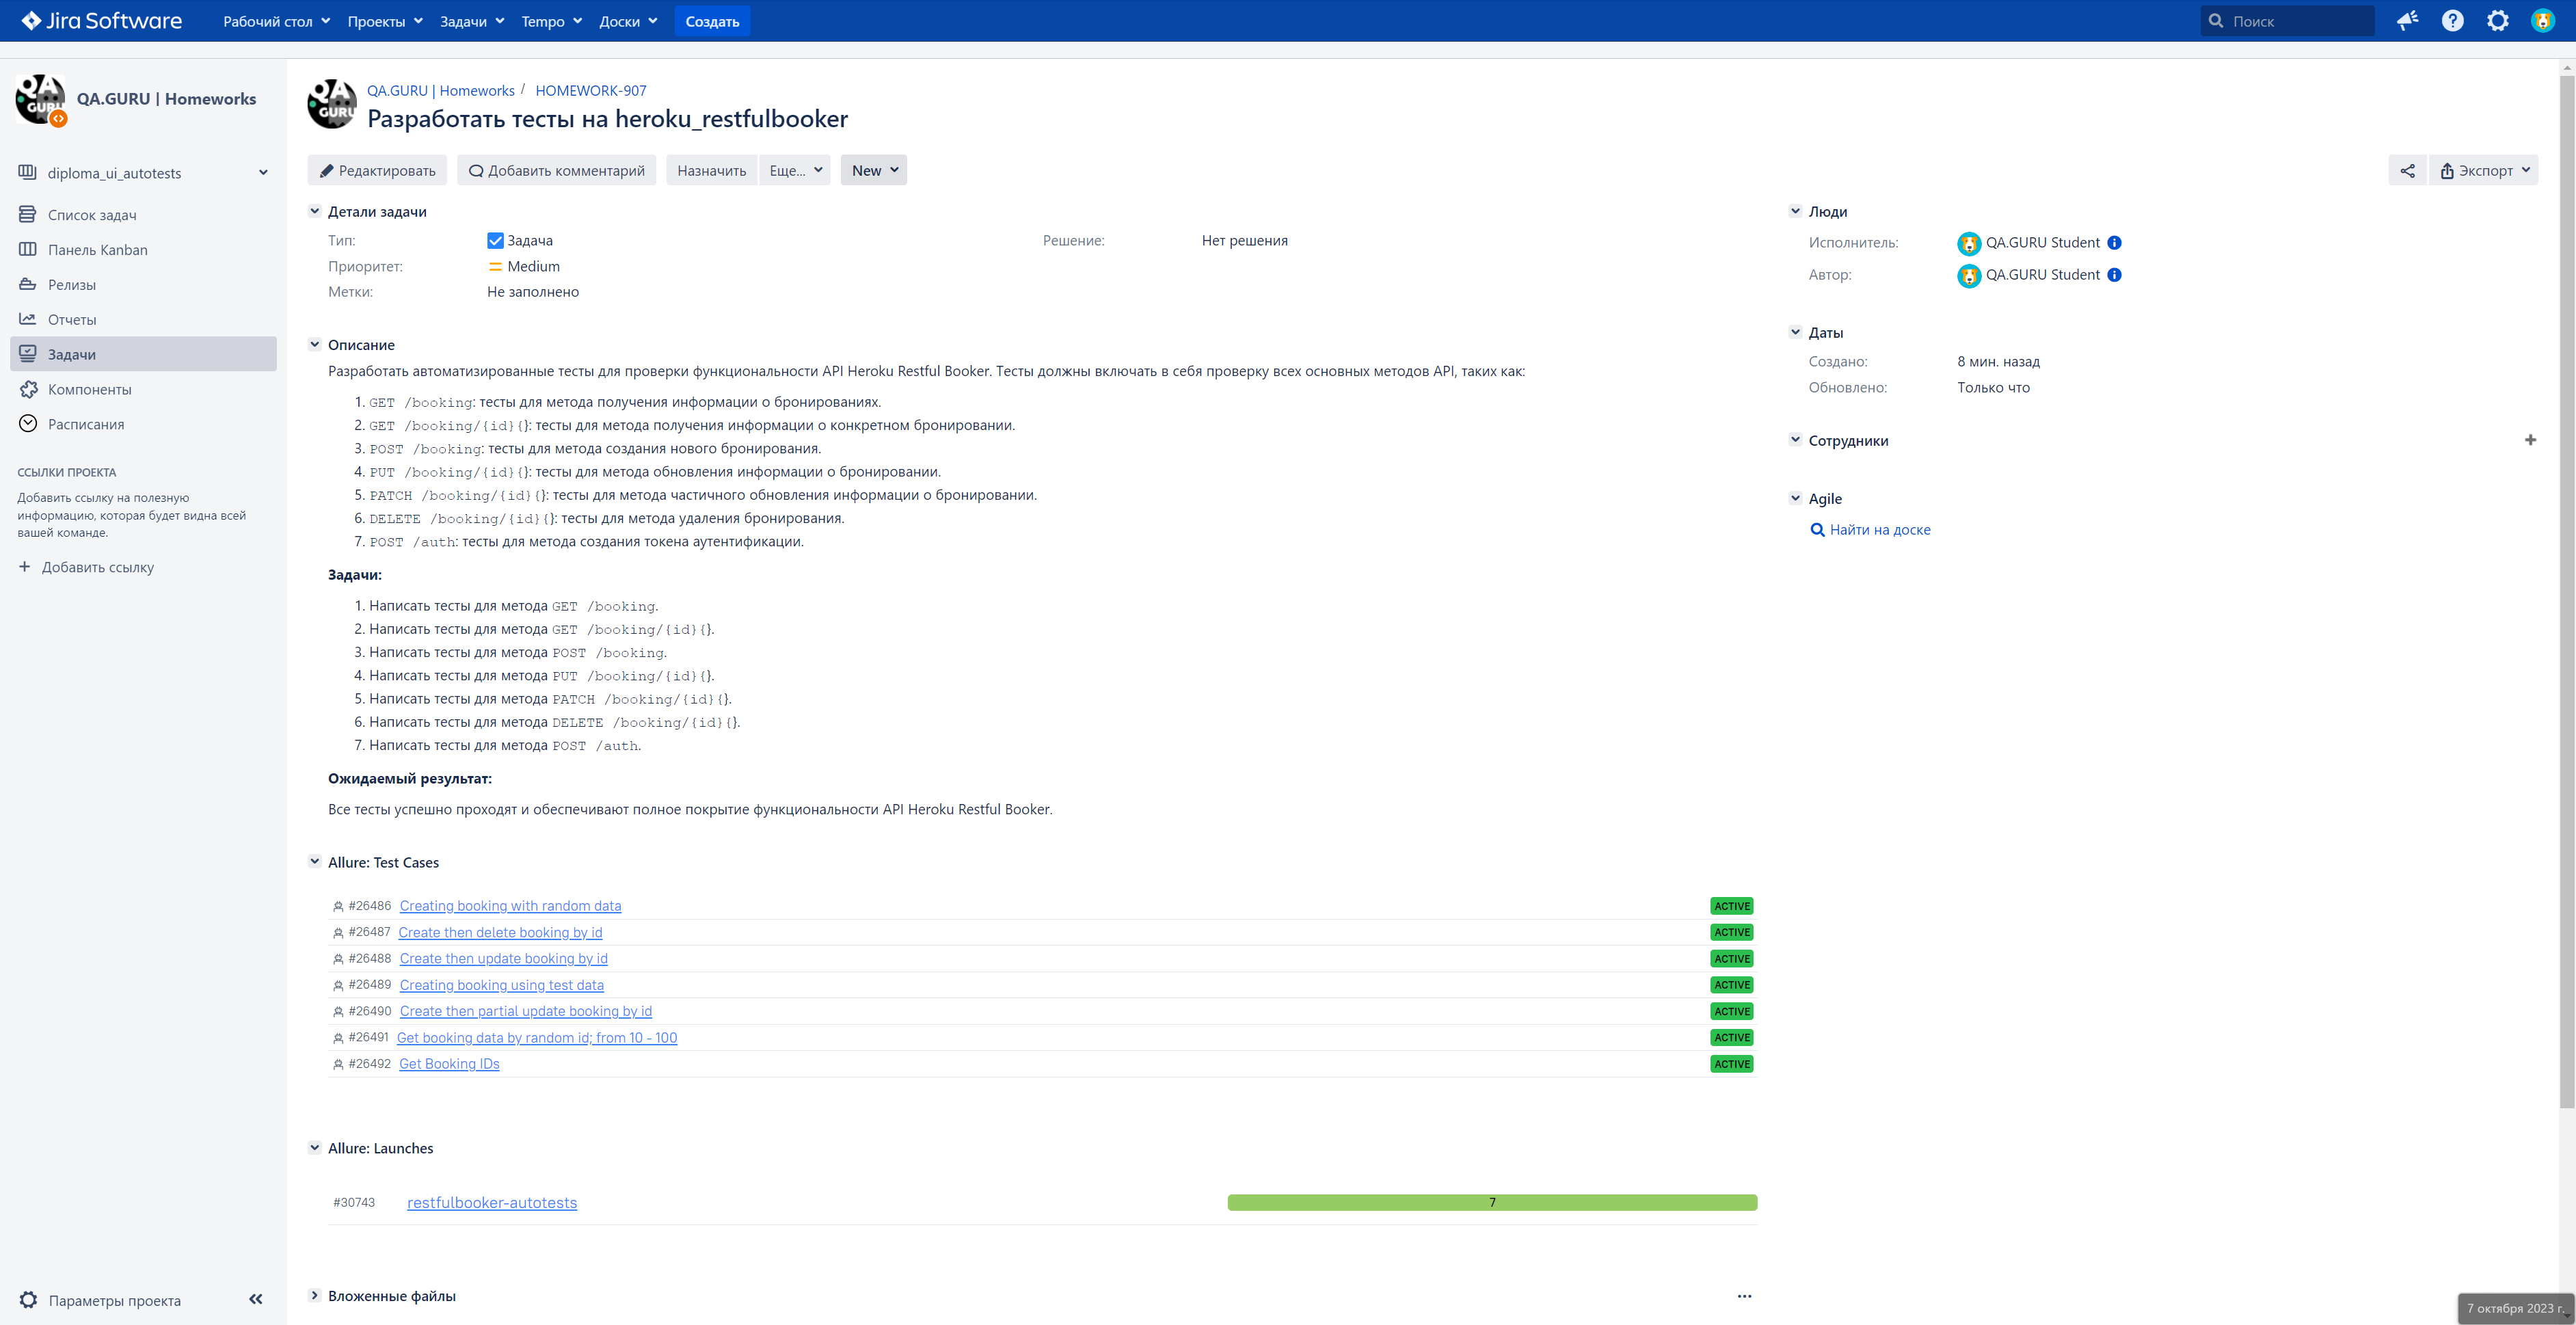 Jira Software
Рабочий стол
Проекты
Задачи
Tempo
Доски
Создать
Поиск
QA.GURU | Homeworks
diploma_ui_autotests
Список задач
Панель Kanban
Релизы
Отчеты
Задачи
Компоненты
Расписания
ССЫЛКИ ПРОЕКТА
Добавить ссылку на полезную
информацию, которая будет видна всей
вашей команде.
Добавить ссылку
Параметры проекта
QA.GURU | Homeworks / HOMEWORK-907
Разработать тесты на heroku_restfulbooker
Редактировать
Добавить комментарий
Назначить
Еще...
New
Экспорт
Детали задачи
Тип: Задача
Решение: Нет решения
Приоритет: Medium
Метки: Не заполнено
Описание
Разработать автоматизированные тесты для проверки функциональности API Heroku Restful Booker. Тесты должны включать в себя проверку всех основных методов API, таких как:
1. GET /booking: тесты для метода получения информации о бронированиях.
2. GET /booking/{id}{}: тесты для метода получения информации о конкретном бронировании.
3. POST /booking: тесты для метода создания нового бронирования.
4. PUT /booking/{id}{}: тесты для метода обновления информации о бронировании.
5. PATCH /booking/{id}{}: тесты для метода частичного обновления информации о бронировании.
6. DELETE /booking/{id}{}: тесты для метода удаления бронирования.
7. POST /auth: тесты для метода создания токена аутентификации.
Задачи:
1. Написать тесты для метода GET /booking.
2. Написать тесты для метода GET /booking/{id}{}.
3. Написать тесты для метода POST /booking.
4. Написать тесты для метода PUT /booking/{id}{}.
5. Написать тесты для метода PATCH /booking/{id}{}.
6. Написать тесты для метода DELETE /booking/{id}{}.
7. Написать тесты для метода POST /auth.
Ожидаемый результат:
Все тесты успешно проходят и обеспечивают полное покрытие функциональности API Heroku Restful Booker.
Allure: Test Cases
#26486 Creating booking with random data ACTIVE
#26487 Create then delete booking by id ACTIVE
#26488 Create then update booking by id ACTIVE
#26489 Creating booking using test data ACTIVE
#26490 Create then partial update booking by id ACTIVE
#26491 Get booking data by random id; from 10 - 100 ACTIVE
#26492 Get Booking IDs ACTIVE
Allure: Launches
#30743 restfulbooker-autotests 7
Вложенные файлы
Люди
Исполнитель: QA.GURU Student
Автор: QA.GURU Student
Даты
Создано: 8 мин. назад
Обновлено: Только что
Сотрудники
Agile
Найти на доске
7 октября 2023 г.